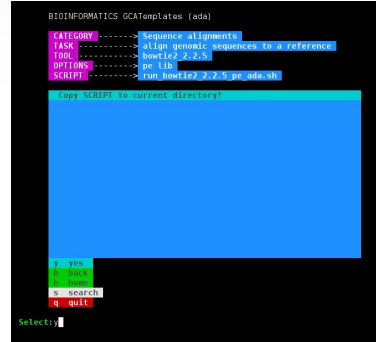 BIOINFORMATICS GCATemplates (ada)
CATEGORY -------> Sequence alignments
TASK -------> align genomic sequences to a reference
TOOL -------> bowtie2 2.2.5
OPTIONS -------> pe lib
SCRIPT -------> run_bowtie2_2.2.5_pe_ada.sh
Copy SCRIPT to current directory?
y yes
b back
h home
s search
q quit
Select:y